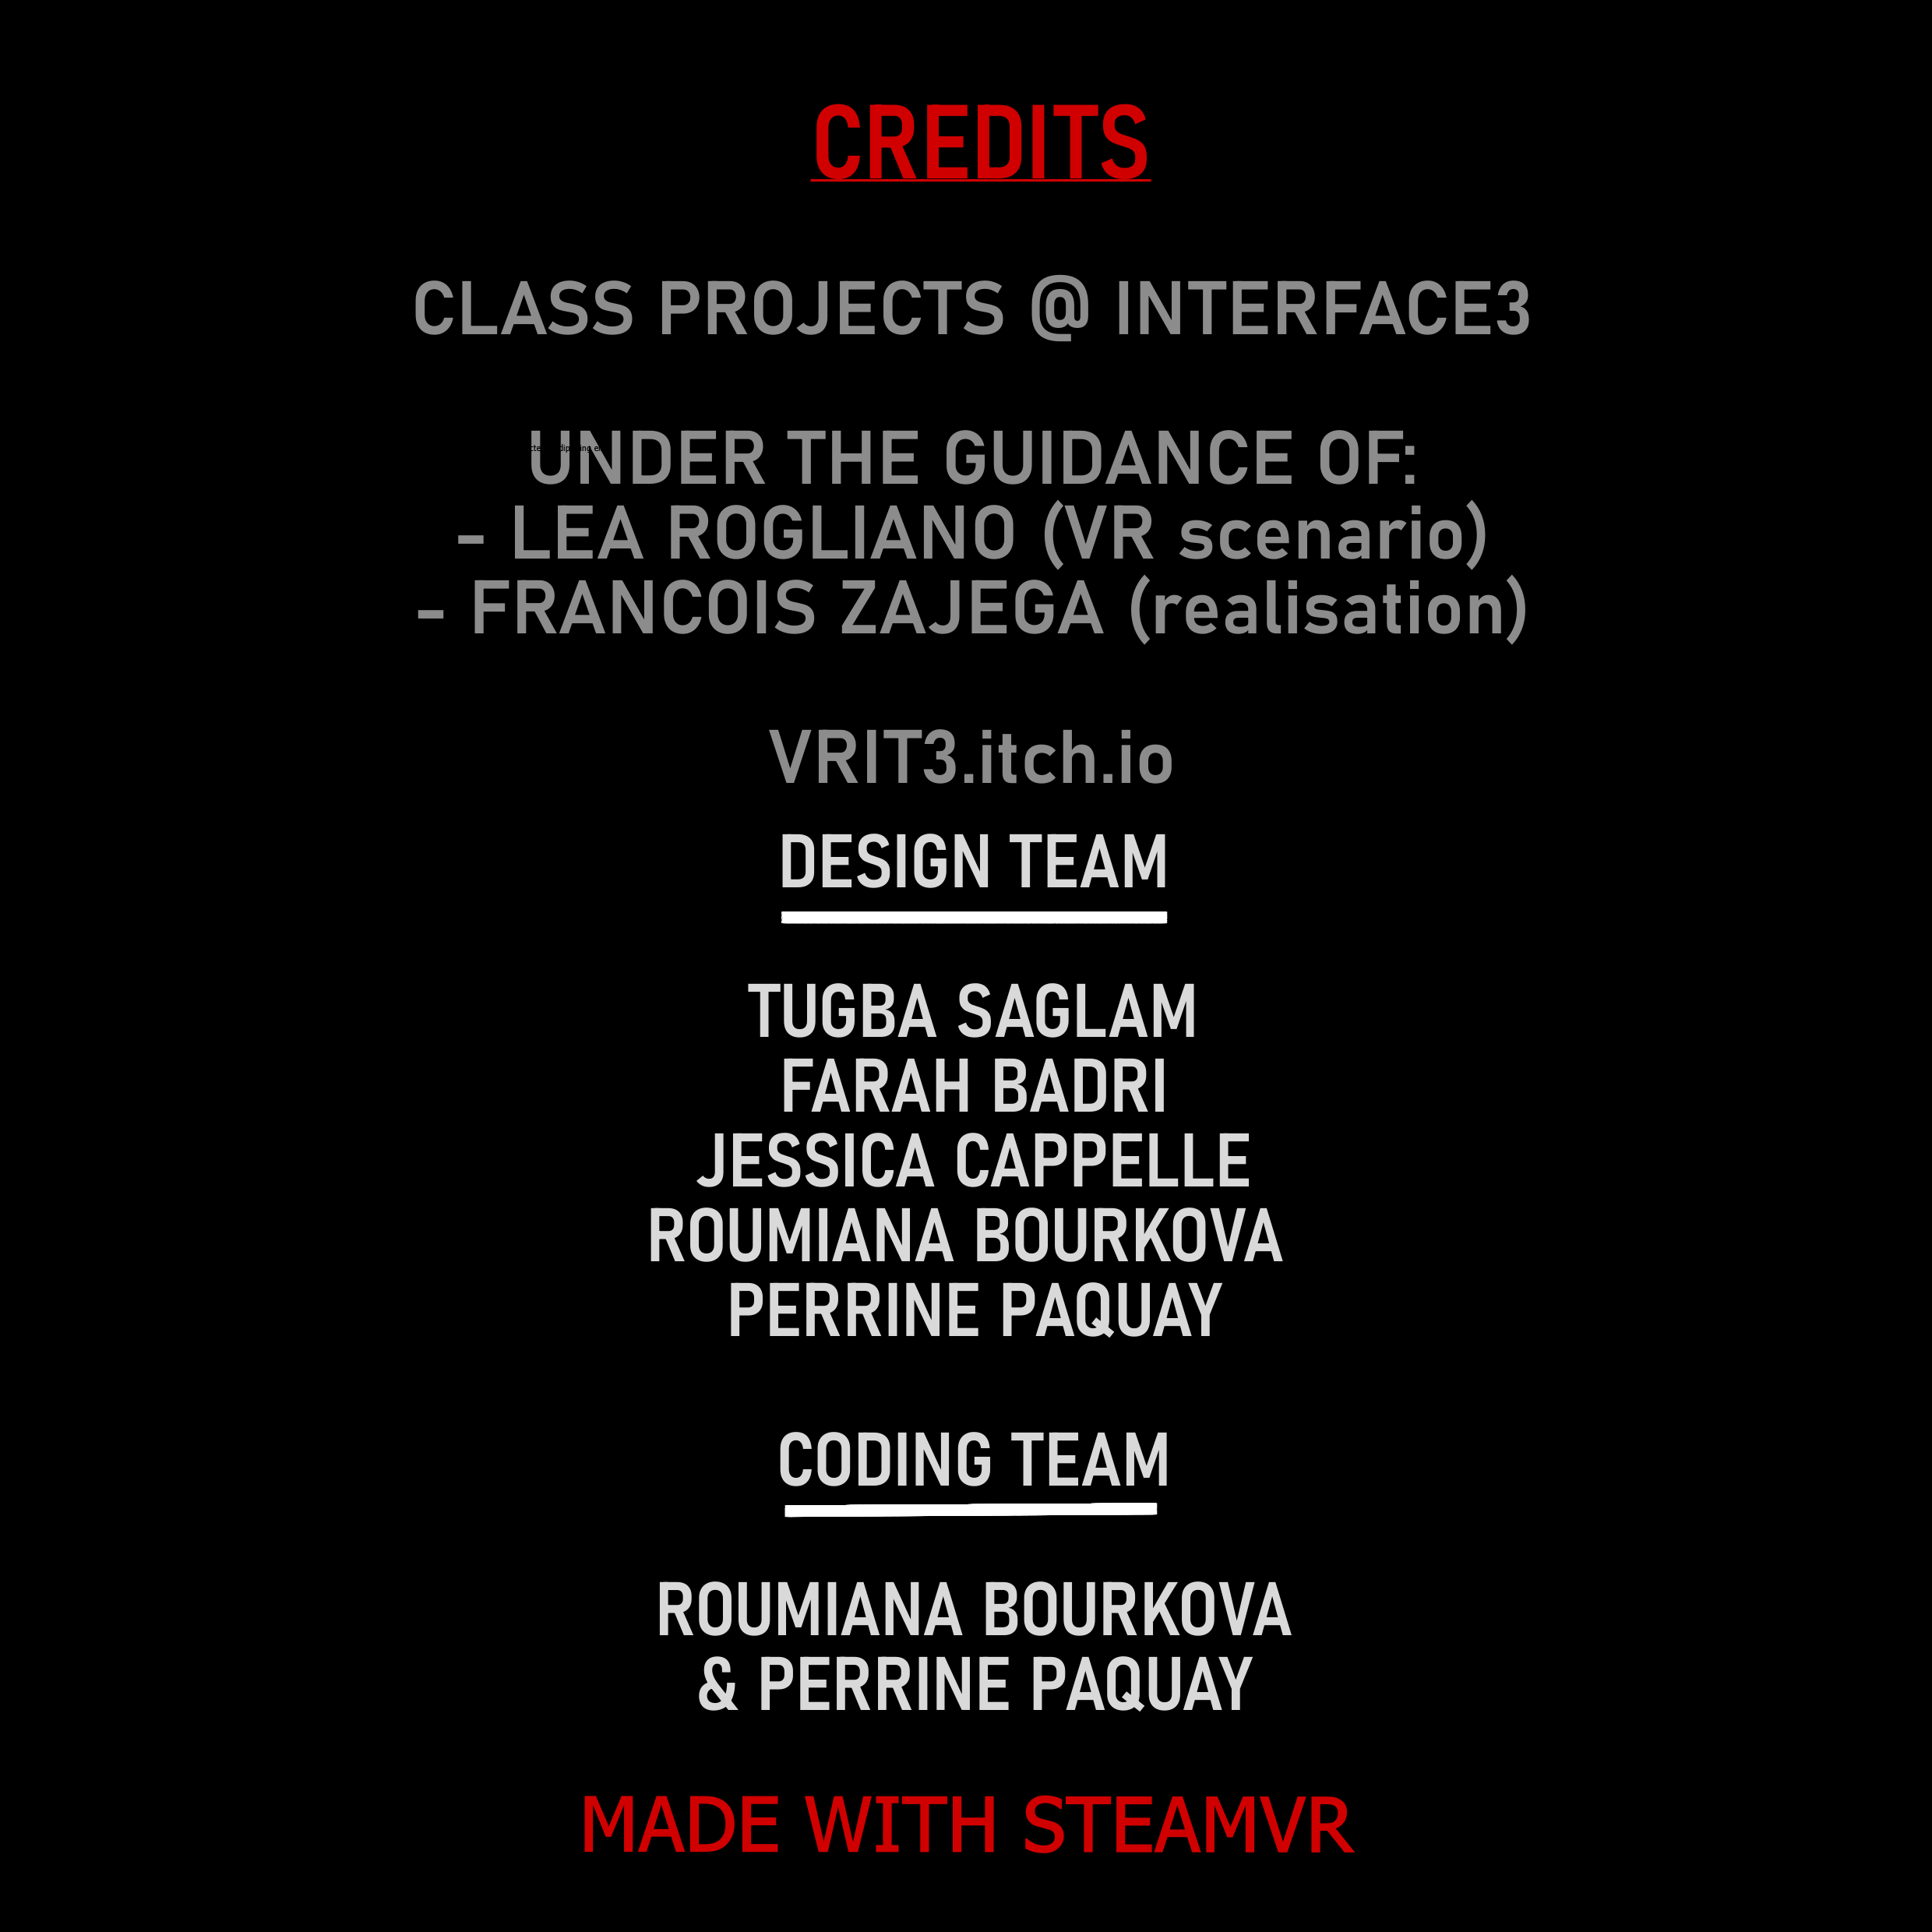 CREDITS
CLASS PROJECTS @ INTERFACE3
UNDER THE GUIDANCE OF:
- LEA ROGLIANO (VR scenario)
- FRANCOIS ZAJEGA (realisation)
VRIT3.itch.io
DESIGN TEAM
TUGBA SAGLAM
FARAH BADRI
JESSICA CAPPELLE
ROUMIANA BOURKOVA
PERRINE PAQUAY
CODING TEAM
ROUMIANA BOURKOVA
& PERRINE PAQUAY
MADE WITH STEAMVR